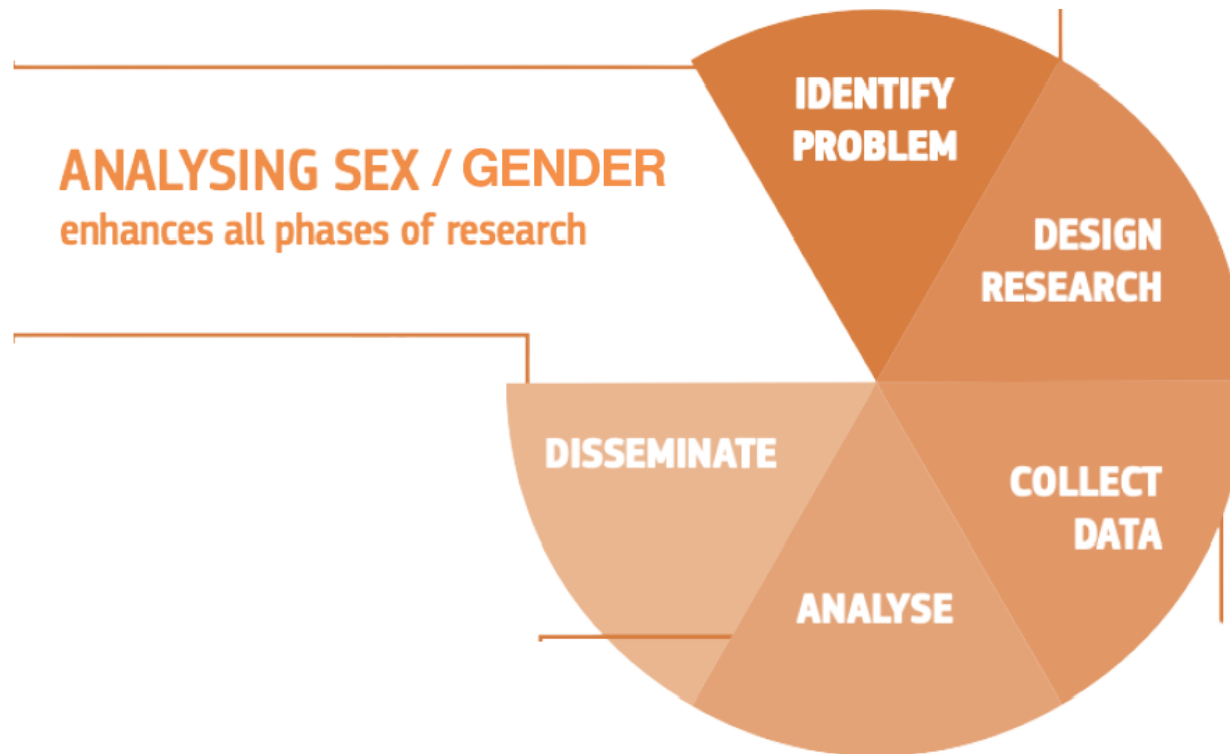 ANALYSING SEX / GENDER
enhances all phases of research
IDENTIFY
PROBLEM
DESIGN
RESEARCH
COLLECT
DATA
ANALYSE
DISSEMINATE